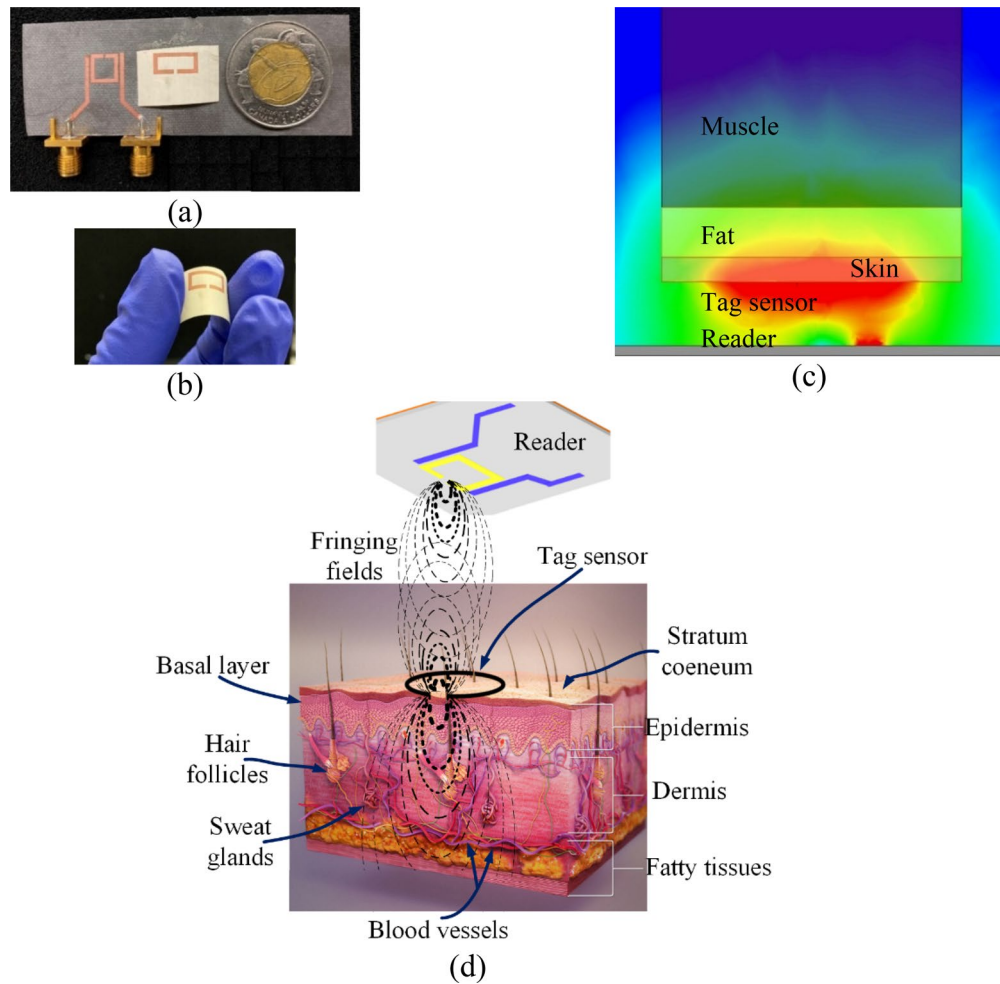 (a)
(b)
Muscle
Fat
Skin
Tag sensor
Reader
(c)
Reader
Fringing
fields
Tag sensor
Basal layer
Stratum
coeneum
Hair
follicles
Epidermis
Dermis
Sweat
glands
Fatty tissues
Blood vessels
(d)